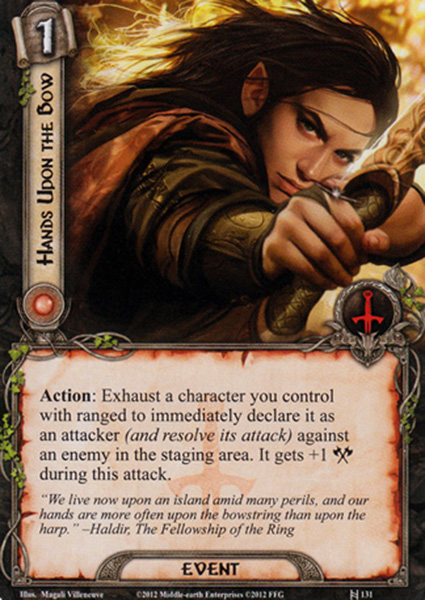 1
HANDS UPON THE BOW
Action: Exhaust a character you control
with ranged to immediately declare it as
an attacker (and resolve its attack) against
an enemy in the staging area. It gets +1
during this attack.
“We live now upon an island amid many perils, and our
hands are more often upon the bowstring than upon the
harp.” –Haldir, The Fellowship of the Ring
EVENT
Illus. Magali Villeneuve ©2012 Middle-earth Enterprises ©2012 FFG 131